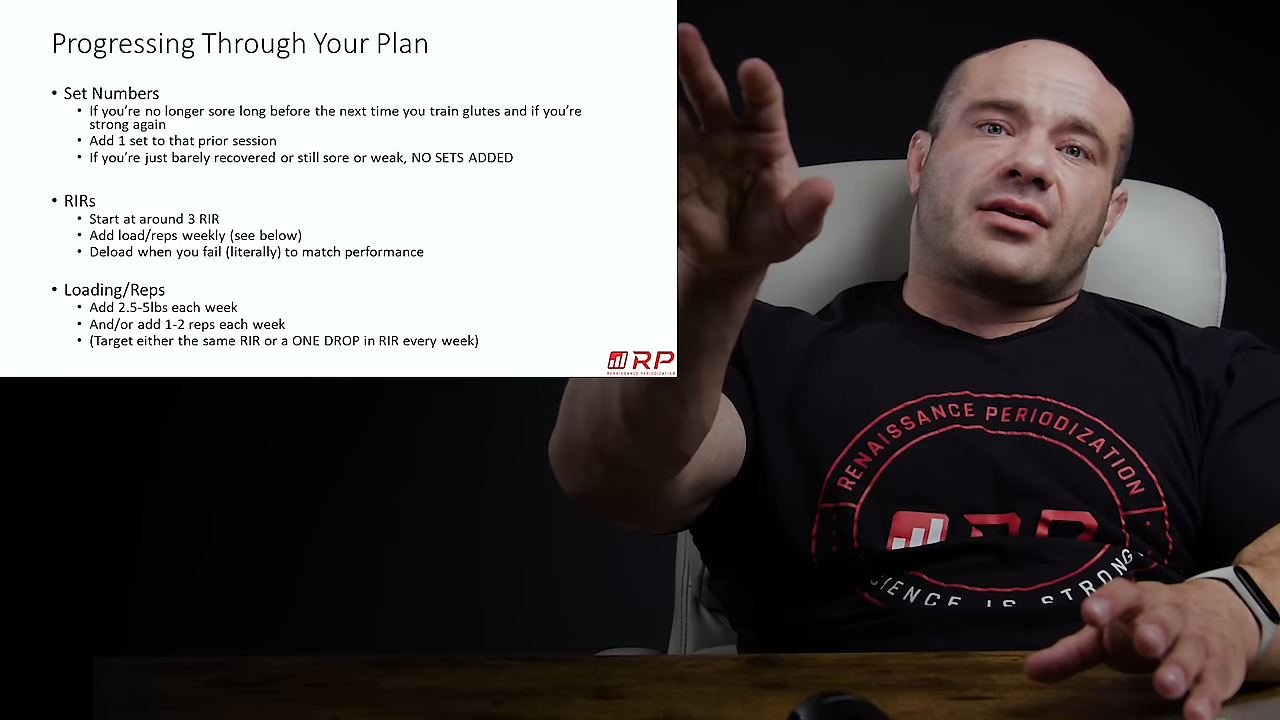 Progressing Through Your Plan
• Set Numbers
• If you're no longer sore long before the next time you train glutes and if you're
strong again
• Add 1 set to that prior session
• If you're just barely recovered or still sore or weak, NO SETS ADDED
• RIRs
• Start at around 3 RIR
• Add load/reps weekly (see below)
• Deload when you fail (literally) to match performance
• Loading/Reps
• Add 2.5-5lbs each week
• And/or add 1-2 reps each week
• (Target either the same RIR or a ONE DROP in RIR every week)
RP
RENAISSANCE PERIODIZATION
RENAISSANCE PERIODIZATION
RP
IS STRONG